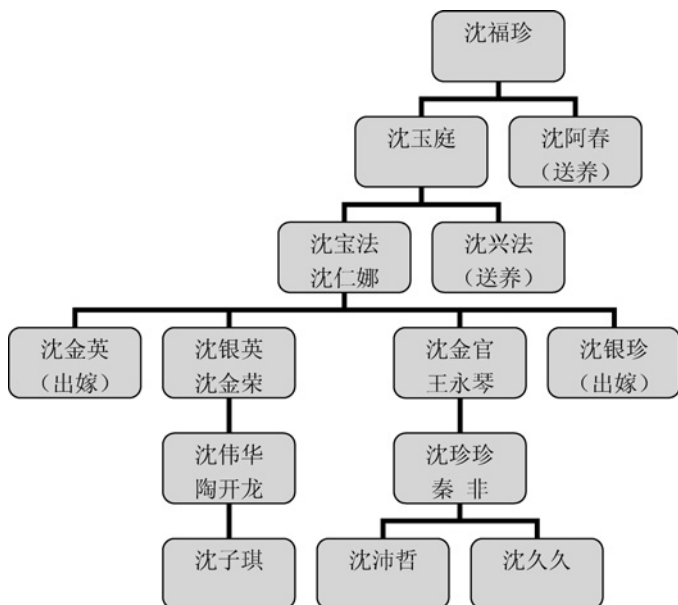 沈福珍
沈玉庭
沈阿春
（送养）
沈宝法
沈仁娜
沈兴法
（送养）
沈金英
（出嫁）
沈银英
沈金荣
沈金官
王永琴
沈银珍
（出嫁）
沈伟华
陶开龙
沈珍珍
秦 非
沈子琪
沈沛哲
沈久久